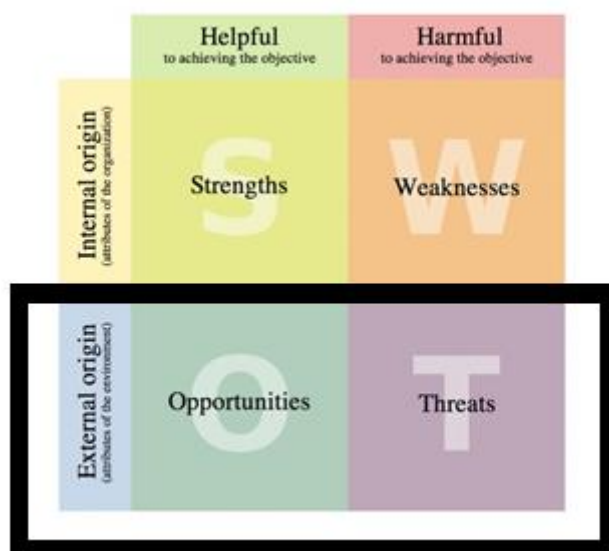 Helpful
to achieving the objective
Harmful
to achieving the objective
Internal origin
(attributes of the organization)
S
Strengths
W
Weaknesses
External origin
(attributes of the environment)
O
Opportunities
T
Threats